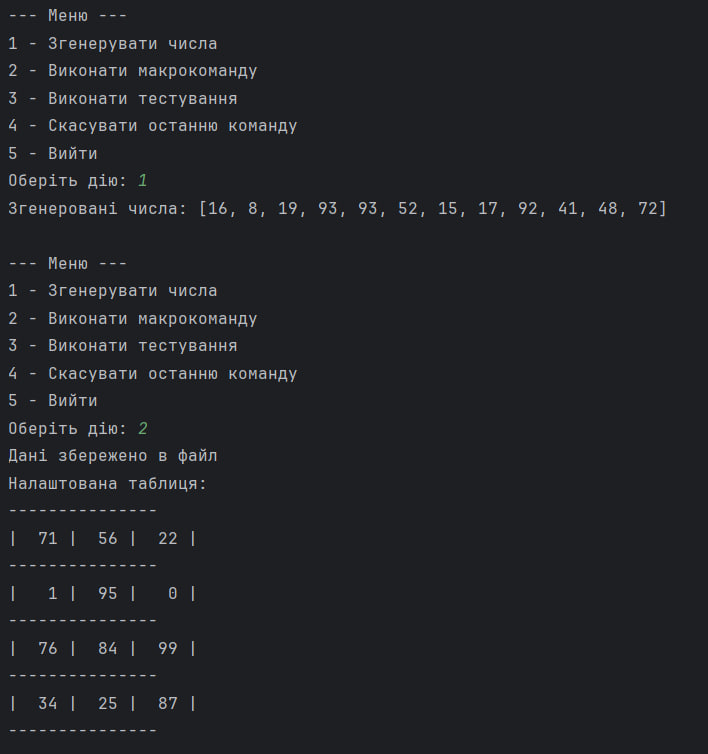 --- Меню ---
1 - Згенерувати числа
2 - Виконати макрокоманду
3 - Виконати тестування
4 - Скасувати останню команду
5 - Вийти
Оберіть дію: 1
Згенеровані числа: [16, 8, 19, 93, 93, 52, 15, 17, 92, 41, 48, 72]
--- Меню ---
1 - Згенерувати числа
2 - Виконати макрокоманду
3 - Виконати тестування
4 - Скасувати останню команду
5 - Вийти
Оберіть дію: 2
Дані збережено в файл
Налаштована таблиця:
---------------
|  71 |  56 |  22 |
---------------
|   1 |  95 |   0 |
---------------
|  76 |  84 |  99 |
---------------
|  34 |  25 |  87 |
---------------